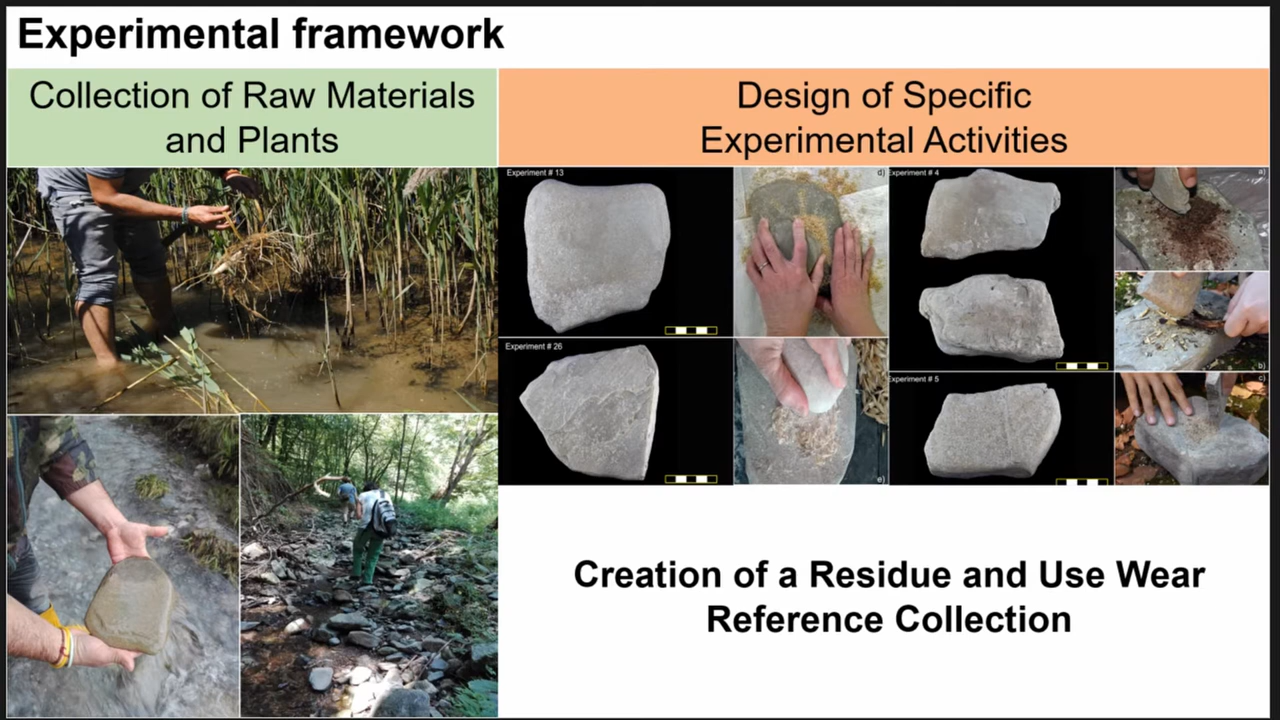 Experimental framework
Collection of Raw Materials
and Plants
Design of Specific
Experimental Activities
Experiment # 13
d)
Experiment # 4
a)
b)
Experiment # 26
e)
Experiment # 5
c)
Creation of a Residue and Use Wear
Reference Collection